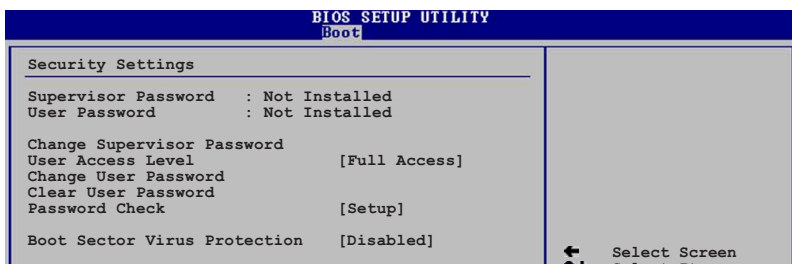 BIOS SETUP UTILITY
Boot
Security Settings
Supervisor Password : Not Installed
User Password : Not Installed
Change Supervisor Password
User Access Level [Full Access]
Change User Password
Clear User Password
Password Check [Setup]
Boot Sector Virus Protection [Disabled]
← Select Screen